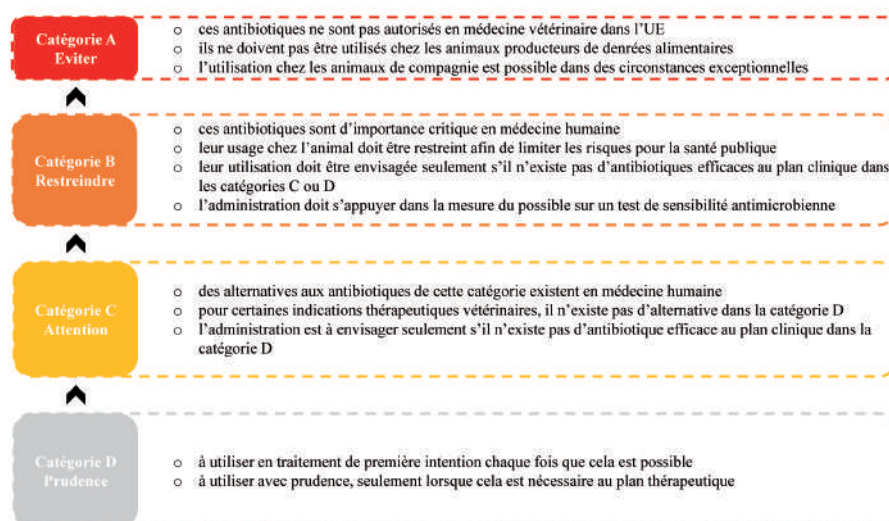 Catégorie A
Eviter
o ces antibiotiques ne sont pas autorisés en médecine vétérinaire dans l’UE
o ils ne doivent pas être utilisés chez les animaux producteurs de denrées alimentaires
o l’utilisation chez les animaux de compagnie est possible dans des circonstances exceptionnelles
Catégorie B
Restreindre
o ces antibiotiques sont d’importance critique en médecine humaine
o leur usage chez l’animal doit être restreint afin de limiter les risques pour la santé publique
o leur utilisation doit être envisagée seulement s’il n’existe pas d’antibiotiques efficaces au plan clinique dans
les catégories C ou D
o l’administration doit s’appuyer dans la mesure du possible sur un test de sensibilité antimicrobienne
Catégorie C
Attention
o des alternatives aux antibiotiques de cette catégorie existent en médecine humaine
o pour certaines indications thérapeutiques vétérinaires, il n’existe pas d’alternative dans la catégorie D
o l’administration est à envisager seulement s’il n’existe pas d’antibiotique efficace au plan clinique dans la
catégorie D
Catégorie D
Prudence
o à utiliser en traitement de première intention chaque fois que cela est possible
o à utiliser avec prudence, seulement lorsque cela est nécessaire au plan thérapeutique